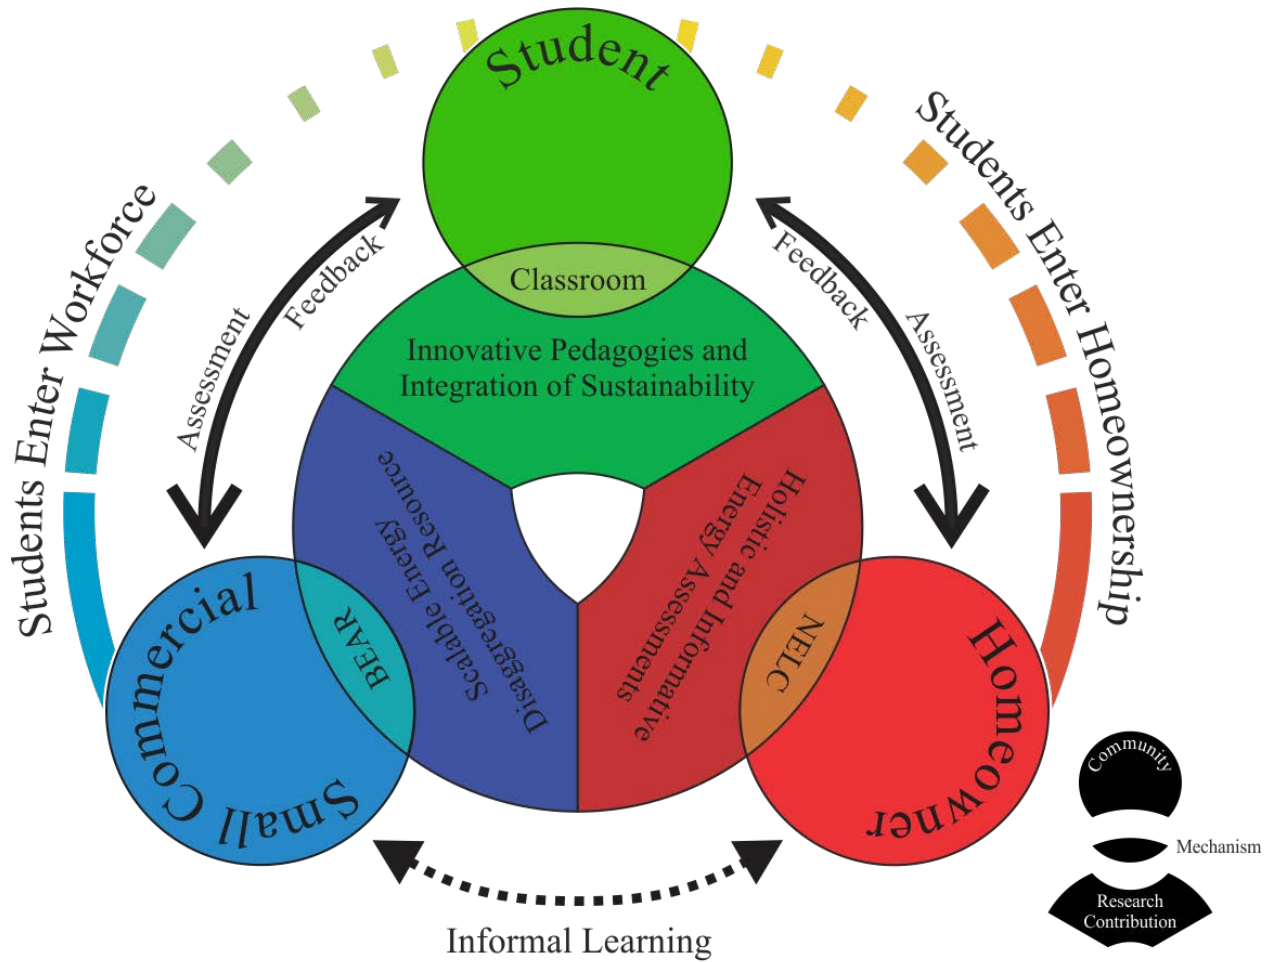 Student
Classroom
Innovative Pedagogies and
Integration of Sustainability
Students Enter Workforce
Assessment
Feedback
Feedback
Assessment
Students Enter Homeownership
Scalable Energy
Disaggregation Resource
Holistic and Informative
Energy Assessments
BEAR
NELC
Small Commercial
Homeowner
Informal Learning
Community
Mechanism
Research
Contribution